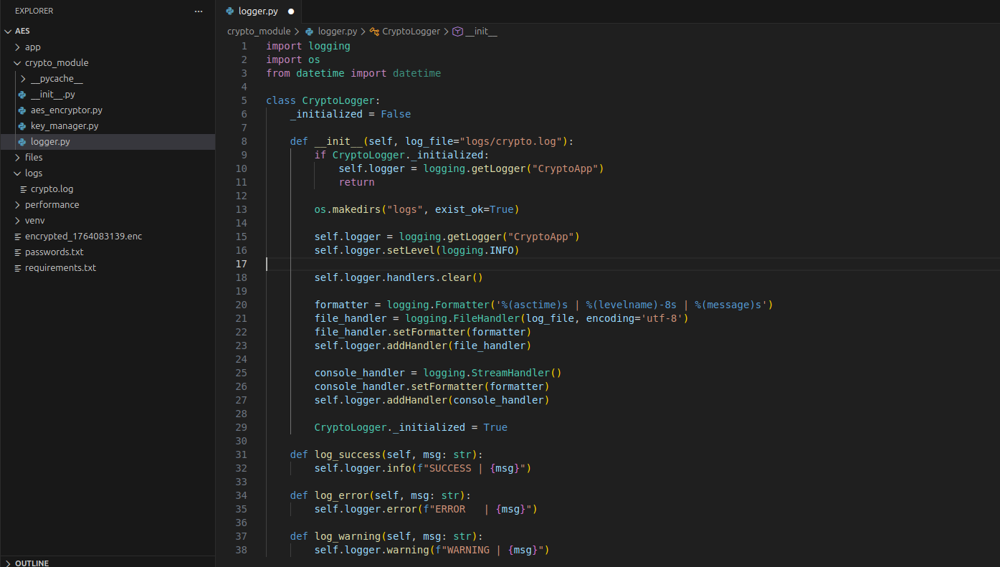 EXPLORER
...
AES
app
crypto_module
__pycache__
__init__.py
aes_encryptor.py
key_manager.py
logger.py
files
logs
crypto.log
performance
venv
encrypted_1764083139.enc
passwords.txt
requirements.txt
OUTLINE
logger.py
crypto_module > logger.py > CryptoLogger > __init__
1 import logging
2 import os
3 from datetime import datetime
4
5 class CryptoLogger:
6     _initialized = False
7
8     def __init__(self, log_file="logs/crypto.log"):
9         if CryptoLogger._initialized:
10             self.logger = logging.getLogger("CryptoApp")
11             return
12
13         os.makedirs("logs", exist_ok=True)
14
15         self.logger = logging.getLogger("CryptoApp")
16         self.logger.setLevel(logging.INFO)
17
18         self.logger.handlers.clear()
19
20         formatter = logging.Formatter('%(asctime)s | %(levelname)-8s | %(message)s')
21         file_handler = logging.FileHandler(log_file, encoding='utf-8')
22         file_handler.setFormatter(formatter)
23         self.logger.addHandler(file_handler)
24
25         console_handler = logging.StreamHandler()
26         console_handler.setFormatter(formatter)
27         self.logger.addHandler(console_handler)
28
29         CryptoLogger._initialized = True
30
31     def log_success(self, msg: str):
32         self.logger.info(f"SUCCESS | {msg}")
33
34     def log_error(self, msg: str):
35         self.logger.error(f"ERROR   | {msg}")
36
37     def log_warning(self, msg: str):
38         self.logger.warning(f"WARNING | {msg}")